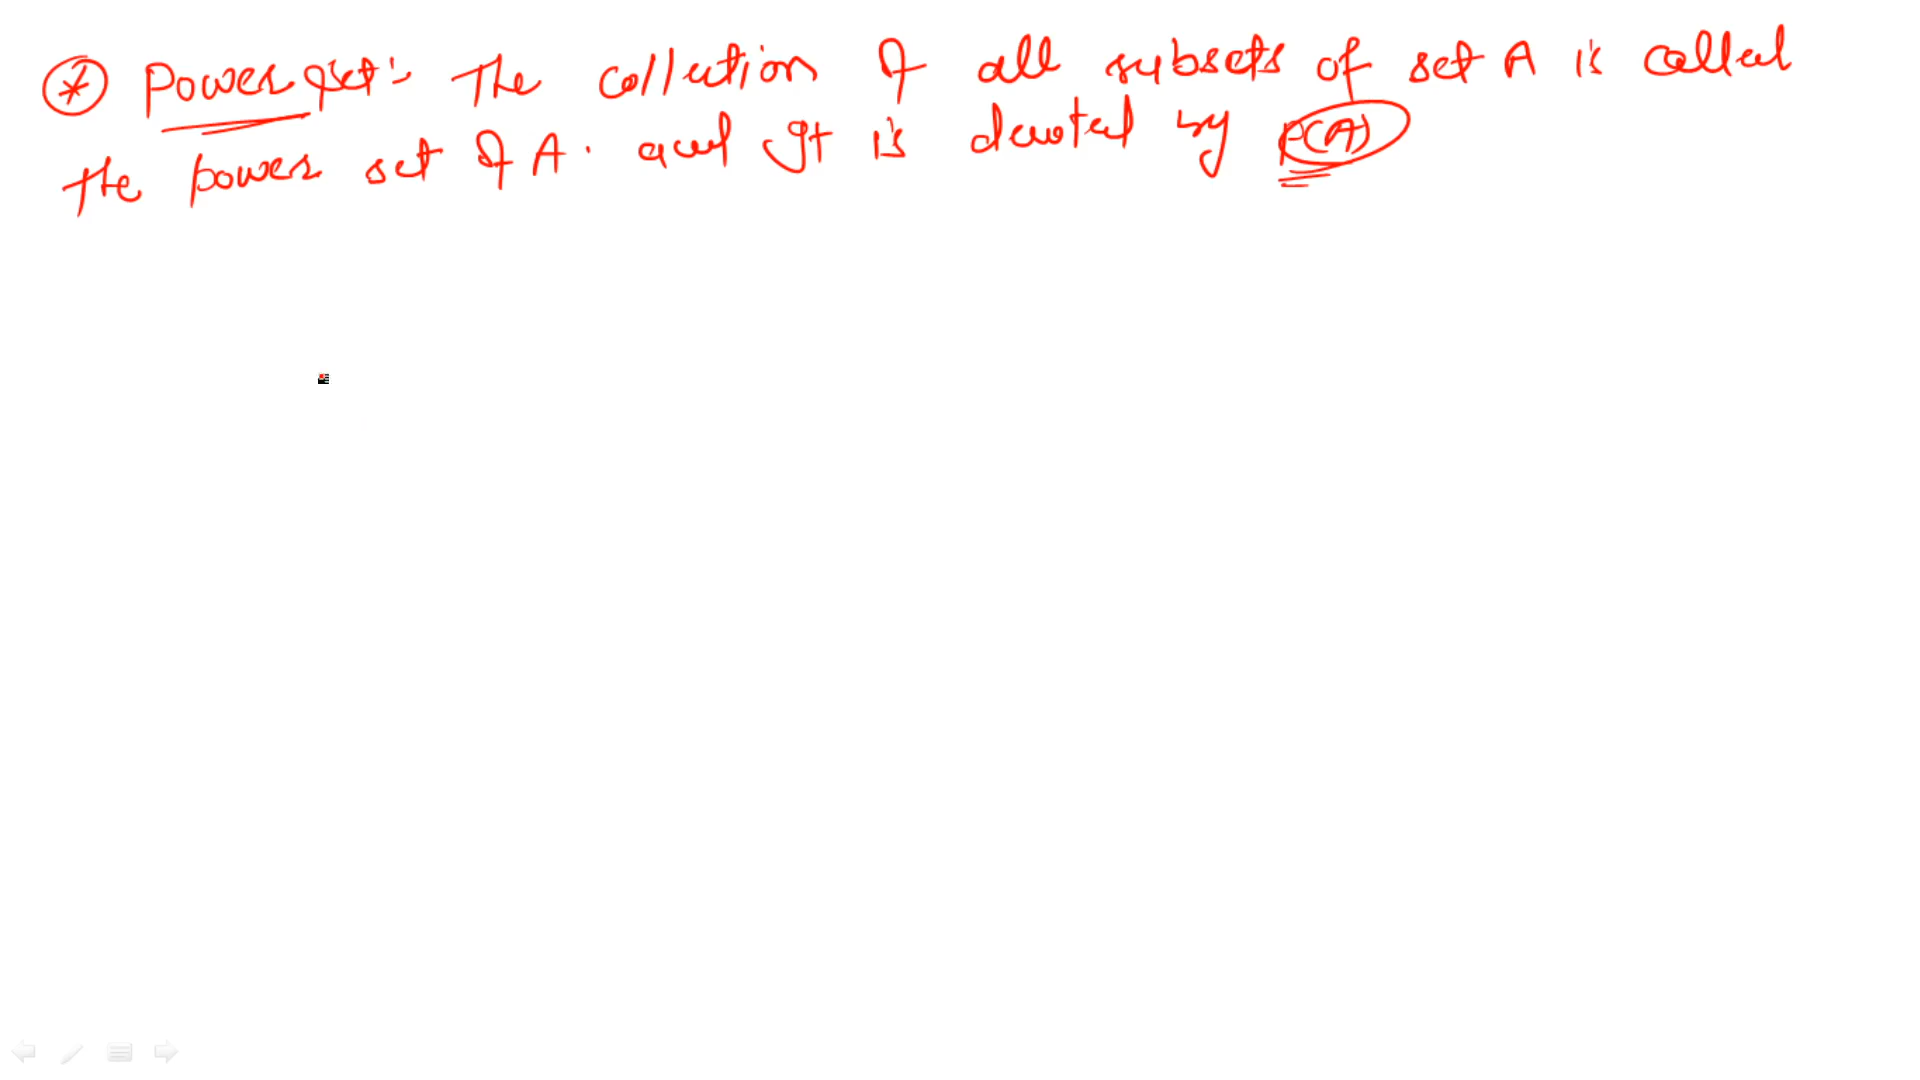 * Power set :- The collection of all subsets of set A is called
the power set of A. and It is denoted by P(A)